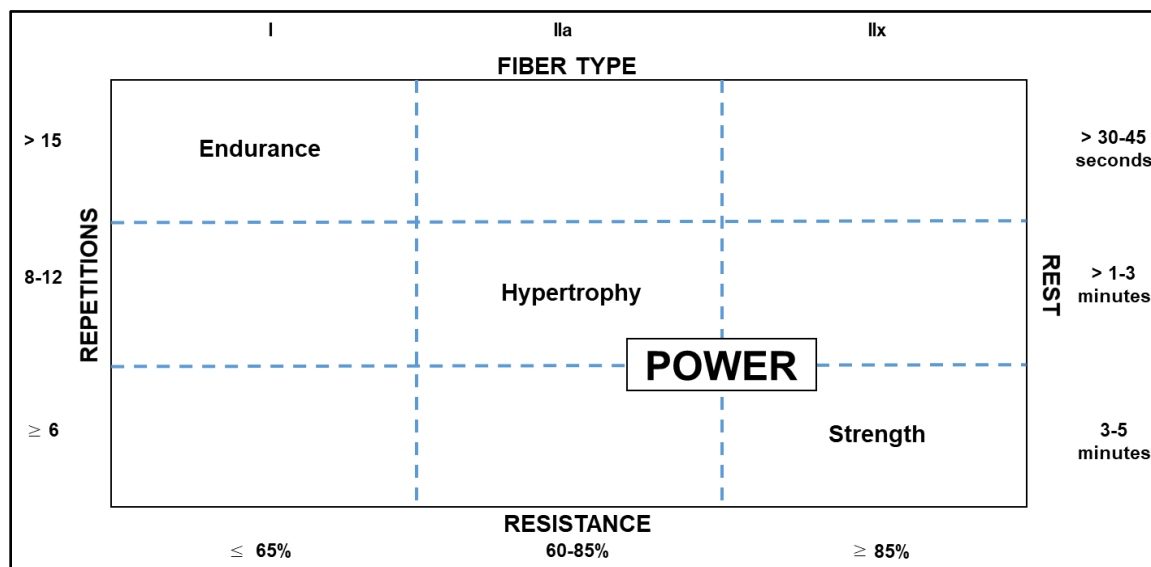 I IIa IIx
FIBER TYPE
> 15
Endurance
> 30-45
seconds
REPETITIONS
8-12
Hypertrophy
REST
> 1-3
minutes
POWER
≥ 6
Strength
3-5
minutes
RESISTANCE
≤ 65% 60-85% ≥ 85%